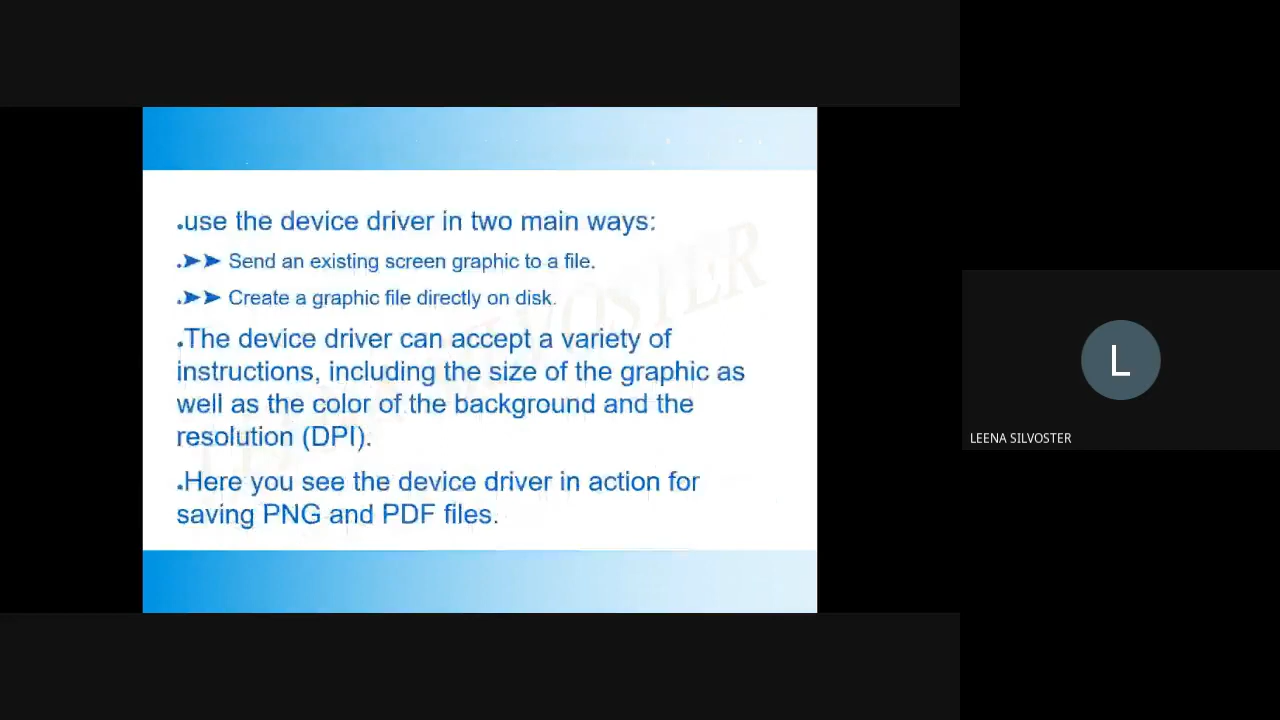 .use the device driver in two main ways:
.➤➤ Send an existing screen graphic to a file.
.➤➤ Create a graphic file directly on disk.
.The device driver can accept a variety of
instructions, including the size of the graphic as
well as the color of the background and the
resolution (DPI).
.Here you see the device driver in action for
saving PNG and PDF files.
LEENA SILVOSTER
L
LEENA SILVOSTER